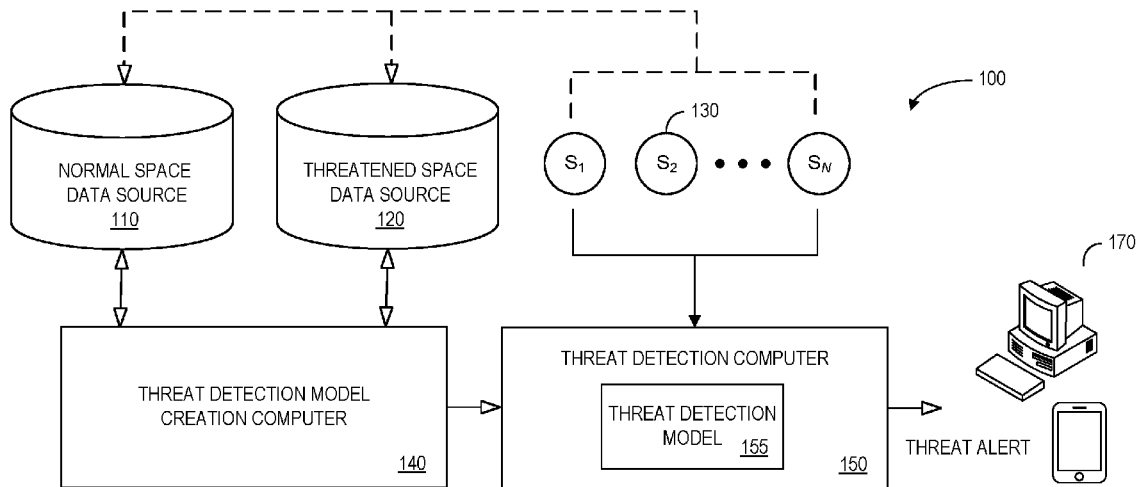 100
130
S1
S2
SN
NORMAL SPACE
DATA SOURCE
110
THREATENED SPACE
DATA SOURCE
120
170
THREAT DETECTION MODEL
CREATION COMPUTER
140
THREAT DETECTION COMPUTER
THREAT DETECTION
MODEL
155
150
THREAT ALERT